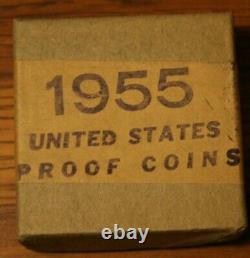 1955
UNITED STATES
PROOF COINS